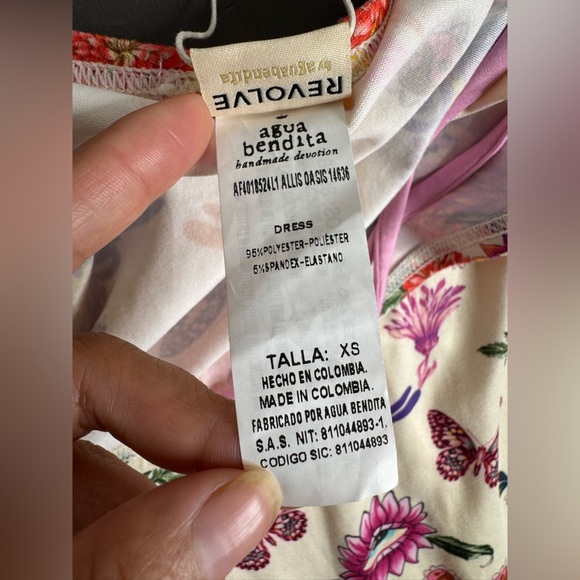 REVOLVE
by aguabendita
agua
bendita
handmade devotion
AF4018524L1 ALLIS OASIS 14636
DRESS
95%POLYESTER-POLIÉSTER
5%SPANDEX-ELASTANO
TALLA: XS
HECHO EN COLOMBIA.
MADE IN COLOMBIA.
FABRICADO POR AGUA BENDITA
S.A.S. NIT: 811044893-1.
CODIGO SIC: 811044893